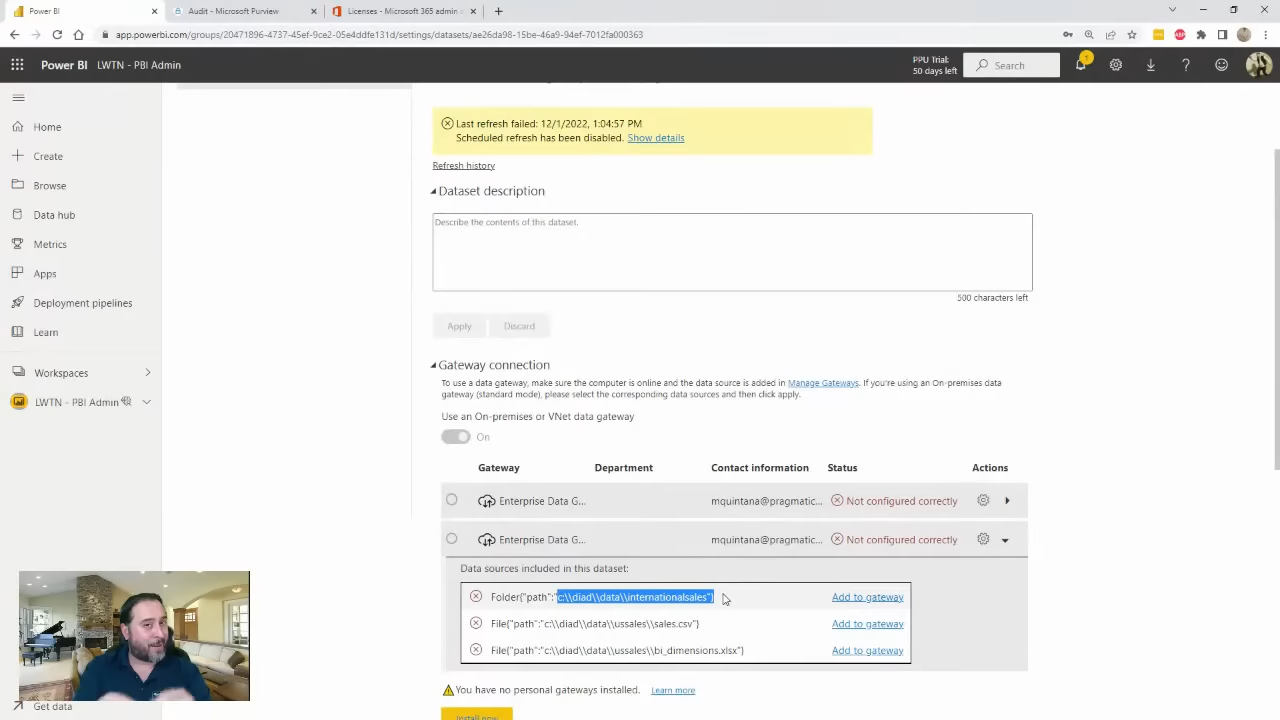 Power BI
Audit - Microsoft Purview
Licenses - Microsoft 365 admin
app.powerbi.com/groups/20471896-4737-45ef-9ce2-05e4ddfe131d/settings/datasets/ae26da98-15be-46a9-94ef-7012fa000363
Power BI LWTN - PBI Admin
PPU Trial:
50 days left
Search
1
Home
Create
Browse
Data hub
Metrics
Apps
Deployment pipelines
Learn
Workspaces
LWTN - PBI Admin
Get data
Last refresh failed: 12/1/2022, 1:04:57 PM
Scheduled refresh has been disabled. Show details
Refresh history
Dataset description
Describe the contents of this dataset.
500 characters left
Apply Discard
Gateway connection
To use a data gateway, make sure the computer is online and the data source is added in Manage Gateways. If you're using an On-premises data
gateway (standard mode), please select the corresponding data sources and then click apply.
Use an On-premises or VNet data gateway
On
Gateway Department Contact information Status Actions
Enterprise Data G... mquintana@pragmatic... Not configured correctly
Enterprise Data G... mquintana@pragmatic... Not configured correctly
Data sources included in this dataset:
Folder{"path":"c:\\diad\\data\\internationalsales"} Add to gateway
File{"path":"c:\\diad\\data\\ussales\\sales.csv"} Add to gateway
File{"path":"c:\\diad\\data\\ussales\\bi_dimensions.xlsx"} Add to gateway
You have no personal gateways installed. Learn more
Install now